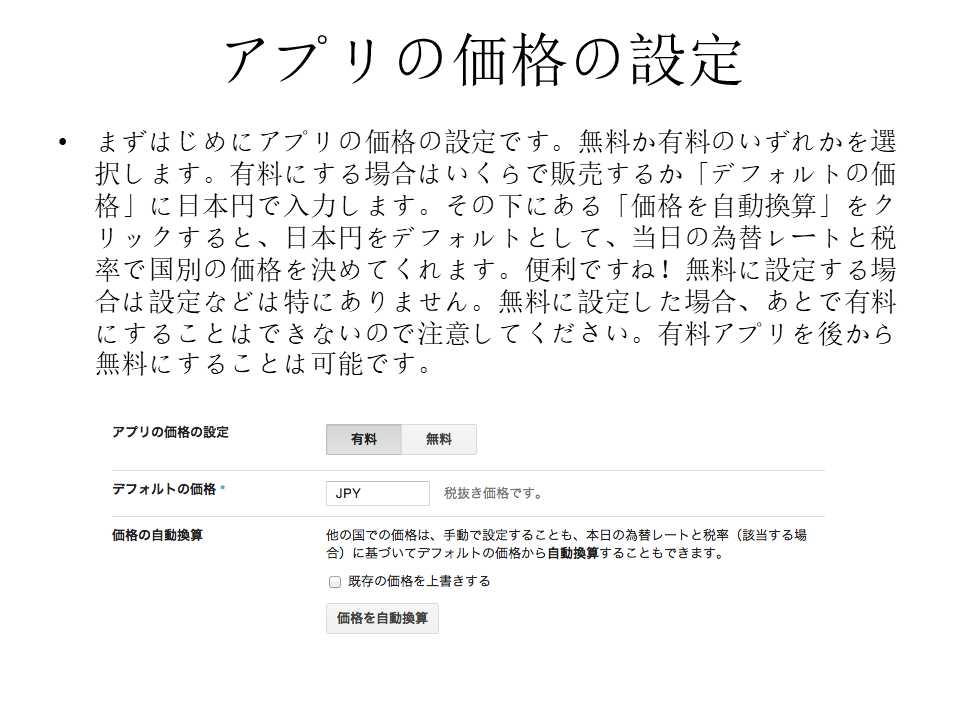 アプリの価格の設定
• まずはじめにアプリの価格の設定です。無料か有料のいずれかを選
択します。有料にする場合はいくらで販売するか「デフォルトの価
格」に日本円で入力します。その下にある「価格を自動換算」をク
リックすると、日本円をデフォルトとして、当日の為替レートと税
率で国別の価格を決めてくれます。便利ですね！無料に設定する場
合は設定などは特にありません。無料に設定した場合、あとで有料
にすることはできないので注意してください。有料アプリを後から
無料にすることは可能です。
アプリの価格の設定 有料 無料
デフォルトの価格 * JPY 税抜き価格です。
価格の自動換算 他の国での価格は、手動で設定することも、本日の為替レートと税率（該当する場
合）に基づいてデフォルトの価格から自動換算することもできます。
既存の価格を上書きする
価格を自動換算